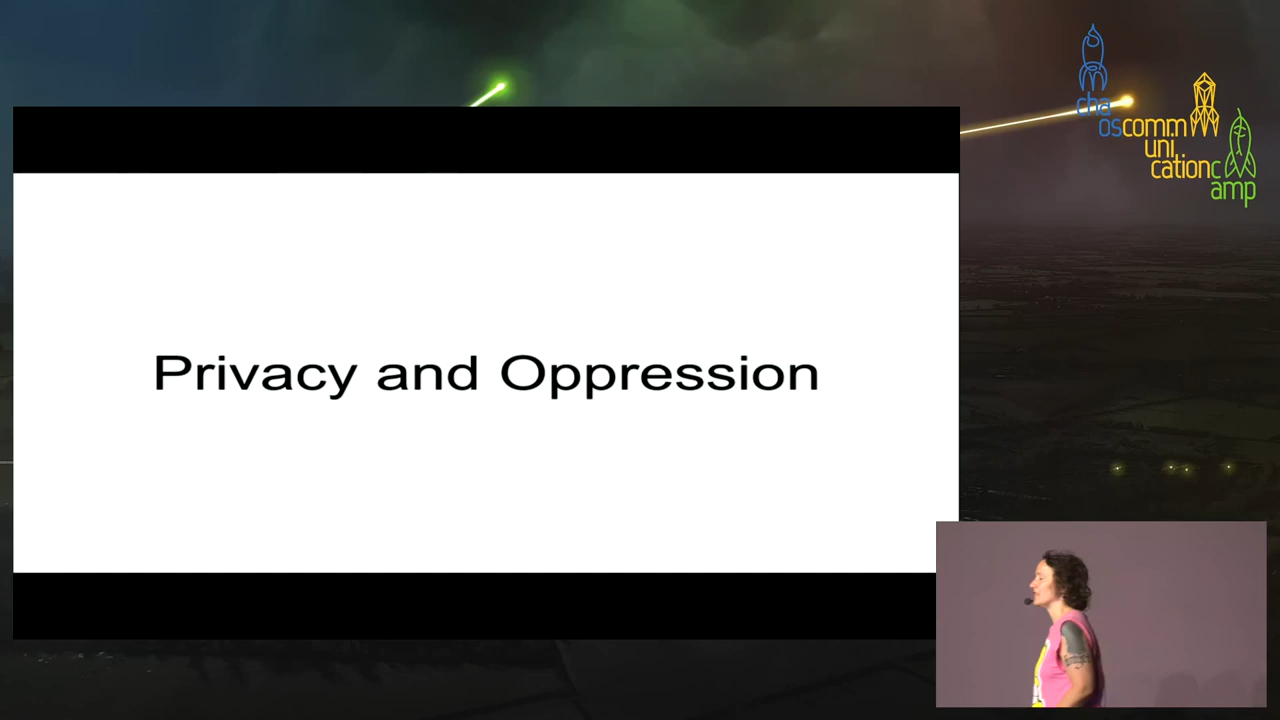 cha
oscomm
uni
cationc
amp
Privacy and Oppression